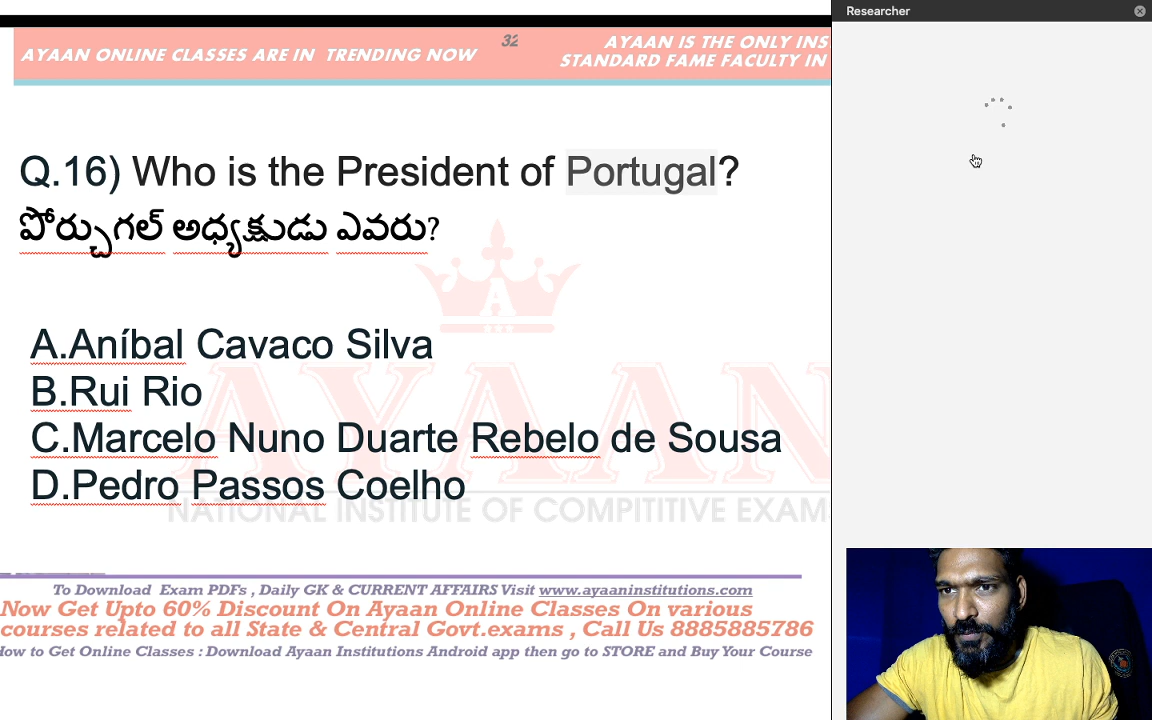 Researcher
AYAAN ONLINE CLASSES ARE IN TRENDING NOW
32
AYAAN IS THE ONLY INS
STANDARD FAME FACULTY IN
Q.16) Who is the President of Portugal?
పోర్చుగల్ అధ్యక్షుడు ఎవరు?
A.Aníbal Cavaco Silva
B.Rui Rio
C.Marcelo Nuno Duarte Rebelo de Sousa
D.Pedro Passos Coelho
A
AYAAN
NATIONAL INSTITUTE OF COMPITITIVE EXAMS
To Download Exam PDFs , Daily GK & CURRENT AFFAIRS Visit www.ayaaninstitutions.com
Now Get Upto 60% Discount On Ayaan Online Classes On various
courses related to all State & Central Govt.exams , Call Us 8885885786
How to Get Online Classes : Download Ayaan Institutions Android app then go to STORE and Buy Your Course